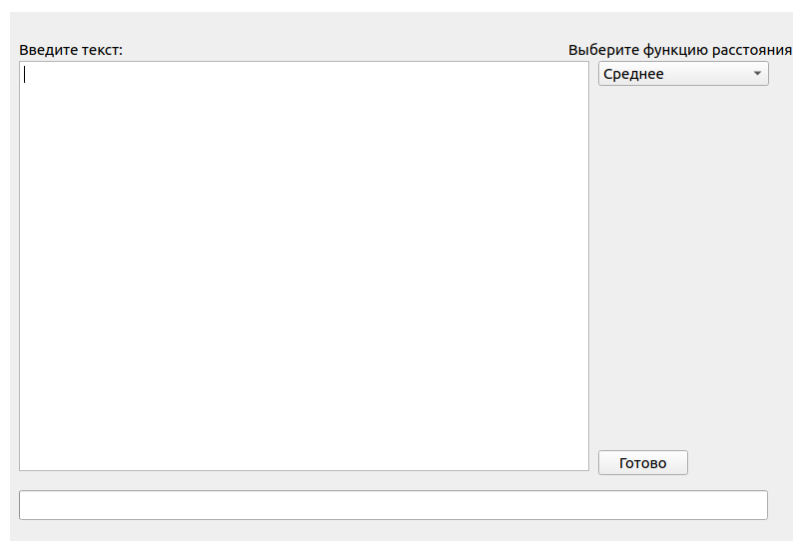 Введите текст:
Выберите функцию расстояния
Среднее
Готово